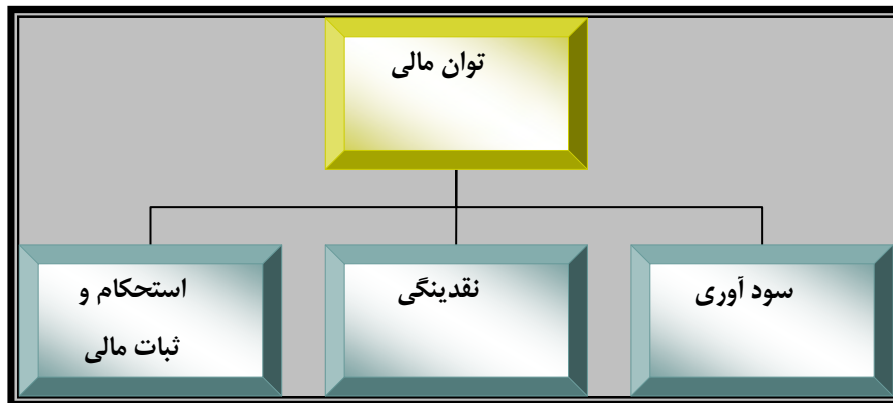 توان مالی
سود آوری
نقدینگی
استحکام و
ثبات مالی